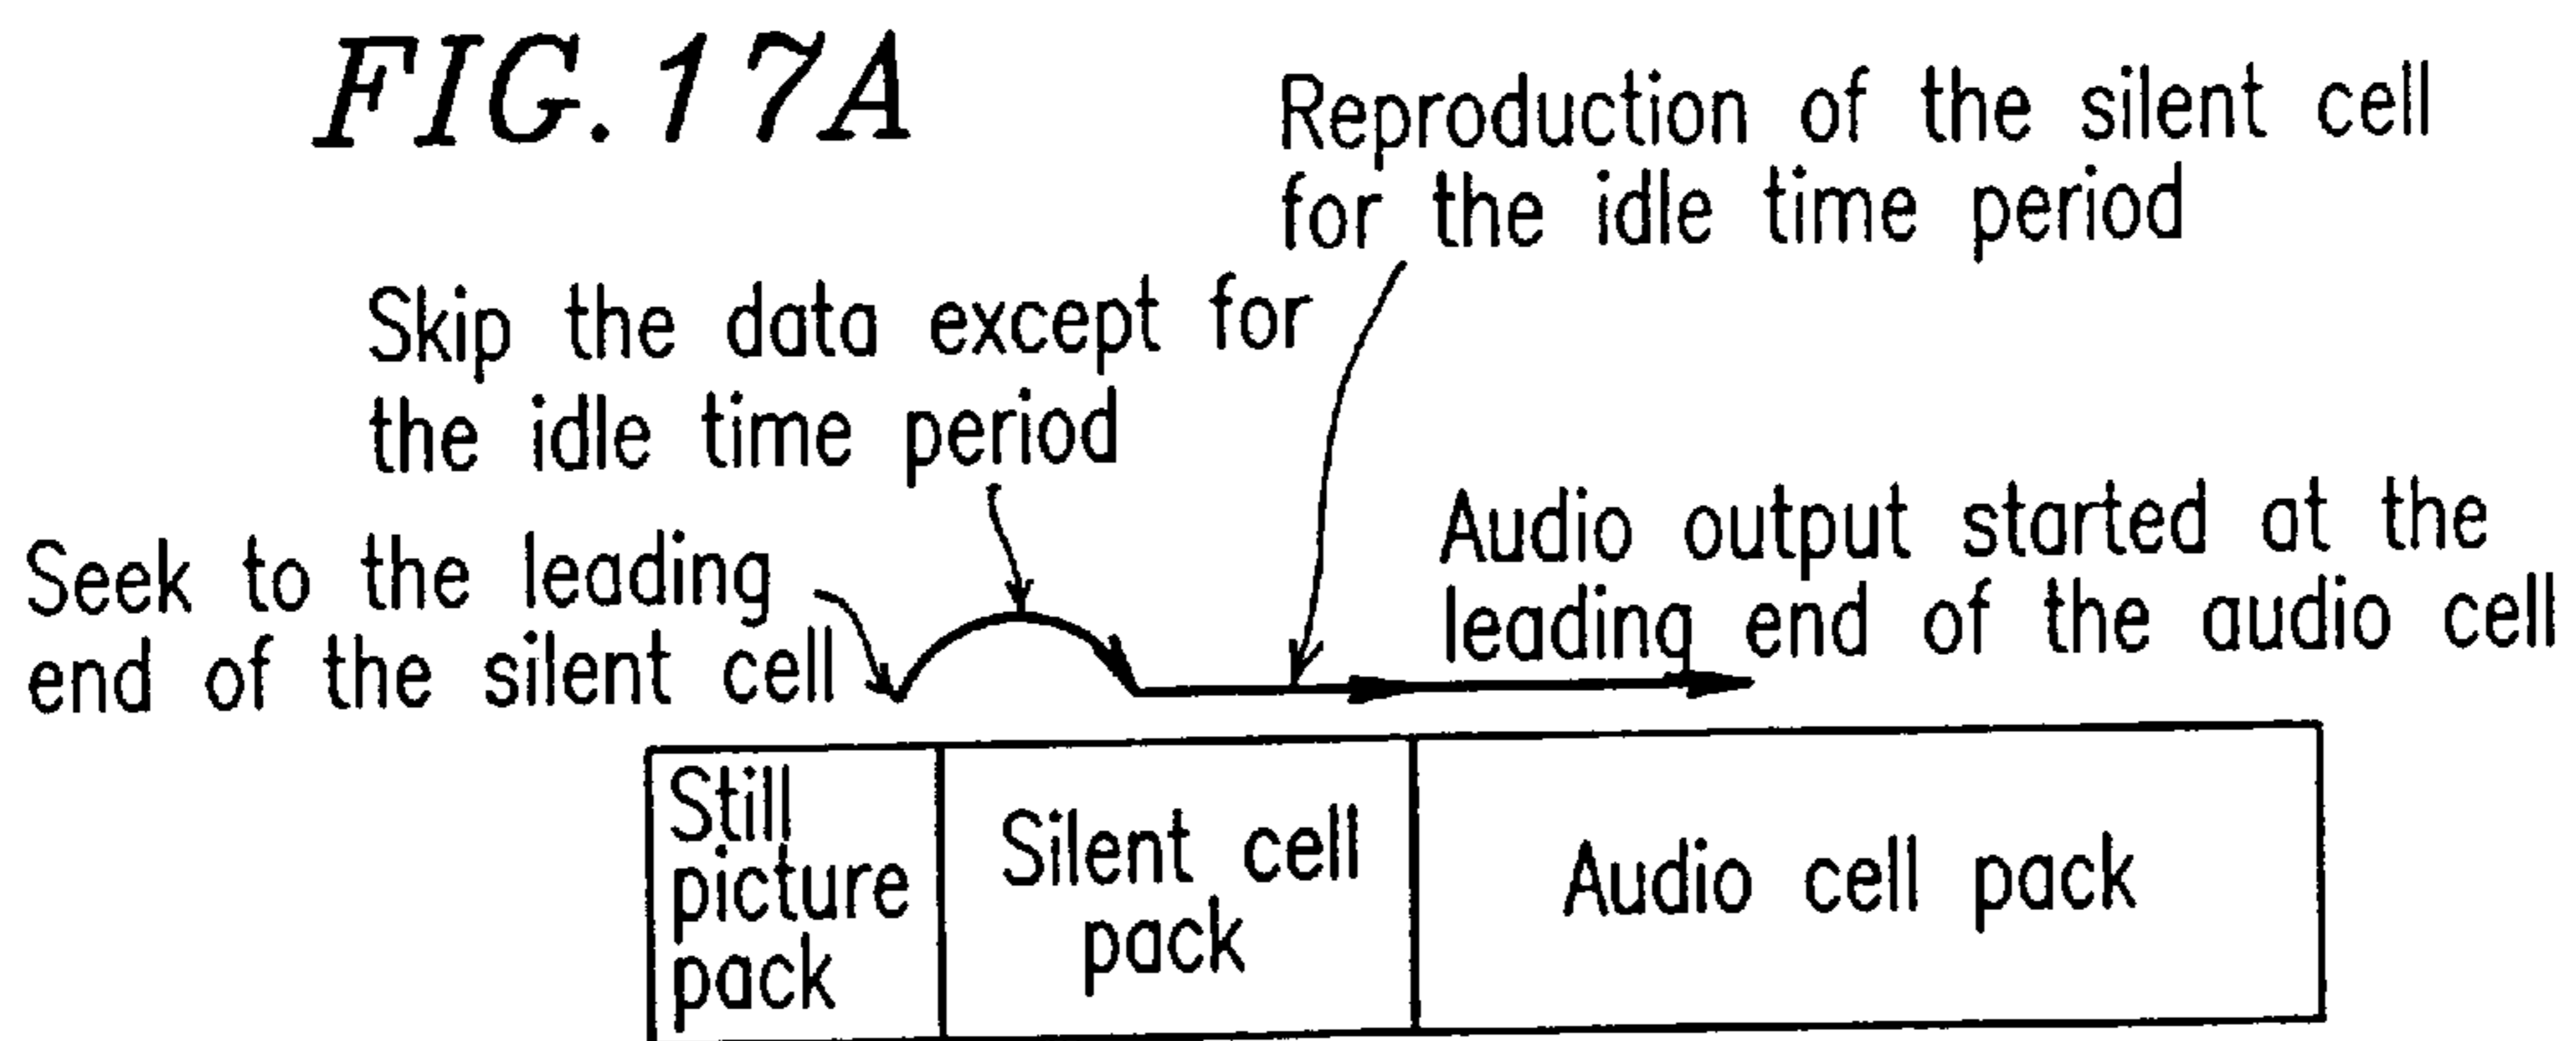 FIG.17A
Reproduction of the silent cell
for the idle time period
Skip the data except for
the idle time period
Seek to the leading
end of the silent cell
Audio output started at the
leading end of the audio cell
Still
picture
pack
Silent cell
pack
Audio cell pack